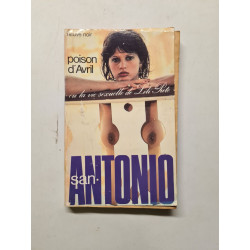 poison
d'Avril
ou la vie sexuelle de Lili Pute
san-
ANTONIO